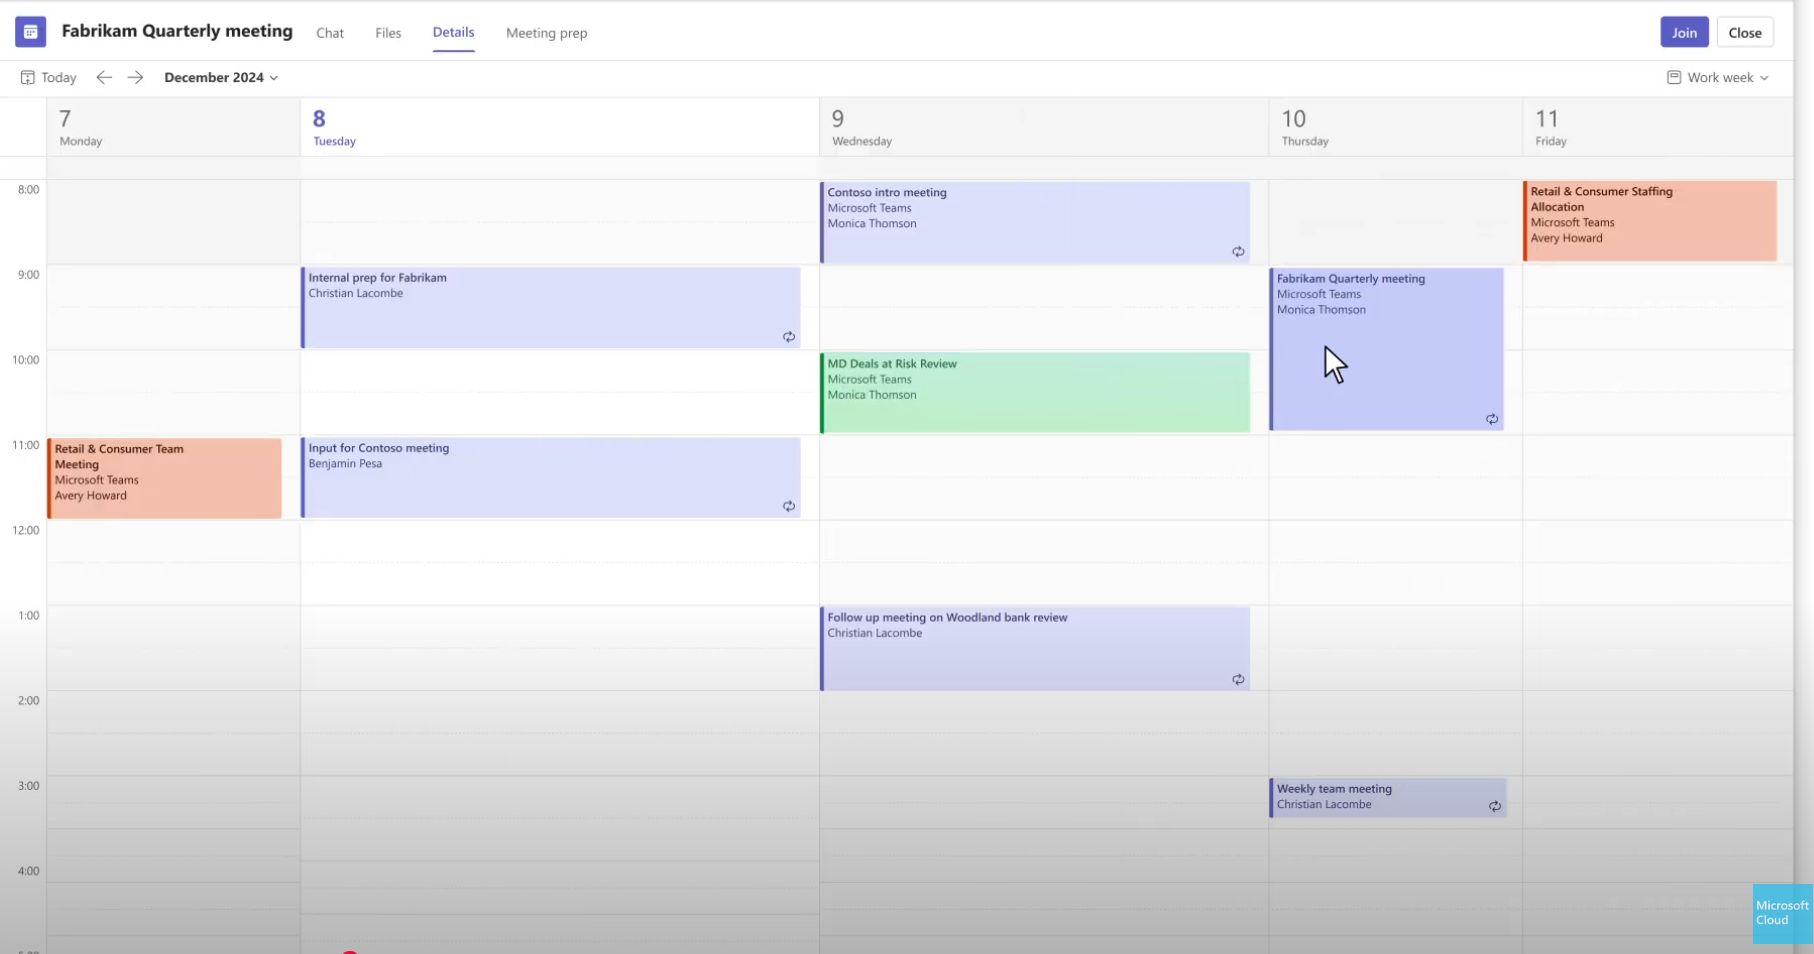 Fabrikam Quarterly meeting
Chat
Files
Details
Meeting prep
Join
Close
Today
December 2024
Work week
7
Monday
8
Tuesday
9
Wednesday
10
Thursday
11
Friday
8:00
Contoso intro meeting
Microsoft Teams
Monica Thomson
Retail & Consumer Staffing
Allocation
Microsoft Teams
Avery Howard
9:00
Internal prep for Fabrikam
Christian Lacombe
Fabrikam Quarterly meeting
Microsoft Teams
Monica Thomson
10:00
MD Deals at Risk Review
Microsoft Teams
Monica Thomson
11:00
Retail & Consumer Team
Meeting
Microsoft Teams
Avery Howard
Input for Contoso meeting
Benjamin Pesa
12:00
1:00
Follow up meeting on Woodland bank review
Christian Lacombe
2:00
3:00
Weekly team meeting
Christian Lacombe
4:00
Microsoft
Cloud